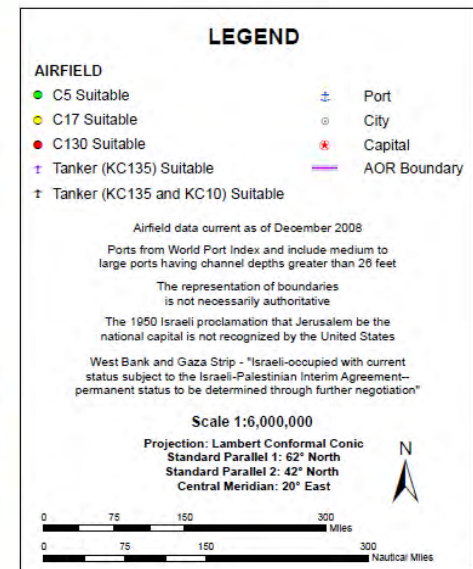 LEGEND
AIRFIELD
C5 Suitable
C17 Suitable
C130 Suitable
Tanker (KC135) Suitable
Tanker (KC135 and KC10) Suitable
Port
City
Capital
AOR Boundary
Airfield data current as of December 2008
Ports from World Port Index and include medium to
large ports having channel depths greater than 26 feet
The representation of boundaries
is not necessarily authoritative
The 1950 Israeli proclamation that Jerusalem be the
national capital is not recognized by the United States
West Bank and Gaza Strip - "Israeli-occupied with current
status subject to the Israeli-Palestinian Interim Agreement--
permanent status to be determined through further negotiation"
Scale 1:6,000,000
Projection: Lambert Conformal Conic
Standard Parallel 1: 62° North
Standard Parallel 2: 42° North
Central Meridian: 20° East
N
0 75 150 300
Miles
0 75 150 300
Nautical Miles